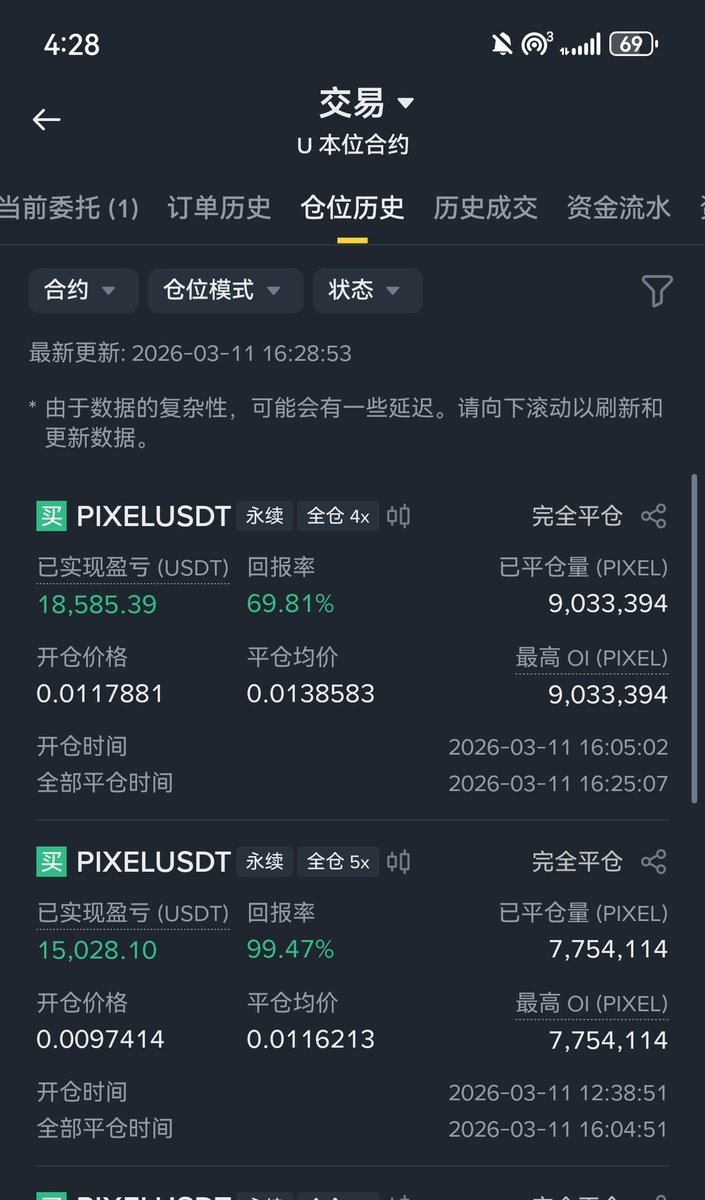 4:28
3
69
交易
U 本位合约
当前委托 (1) 订单历史 仓位历史 历史成交 资金流水
合约 仓位模式 状态
最新更新: 2026-03-11 16:28:53
* 由于数据的复杂性，可能会有一些延迟。请向下滚动以刷新和
更新数据。
买 PIXELUSDT 永续 全仓 4x 完全平仓
已实现盈亏 (USDT) 回报率 已平仓量 (PIXEL)
18,585.39 69.81% 9,033,394
开仓价格 平仓均价 最高 OI (PIXEL)
0.0117881 0.0138583 9,033,394
开仓时间 2026-03-11 16:05:02
全部平仓时间 2026-03-11 16:25:07
买 PIXELUSDT 永续 全仓 5x 完全平仓
已实现盈亏 (USDT) 回报率 已平仓量 (PIXEL)
15,028.10 99.47% 7,754,114
开仓价格 平仓均价 最高 OI (PIXEL)
0.0097414 0.0116213 7,754,114
开仓时间 2026-03-11 12:38:51
全部平仓时间 2026-03-11 16:04:51